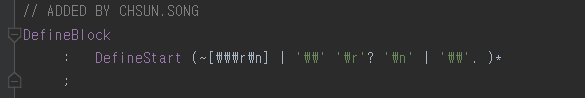 // ADDED BY CHSUN.SONG
DefineBlock
:   DefineStart (~[₩₩₩r₩n] | '₩₩' '₩r'? '₩n' | '₩₩'. )*
;